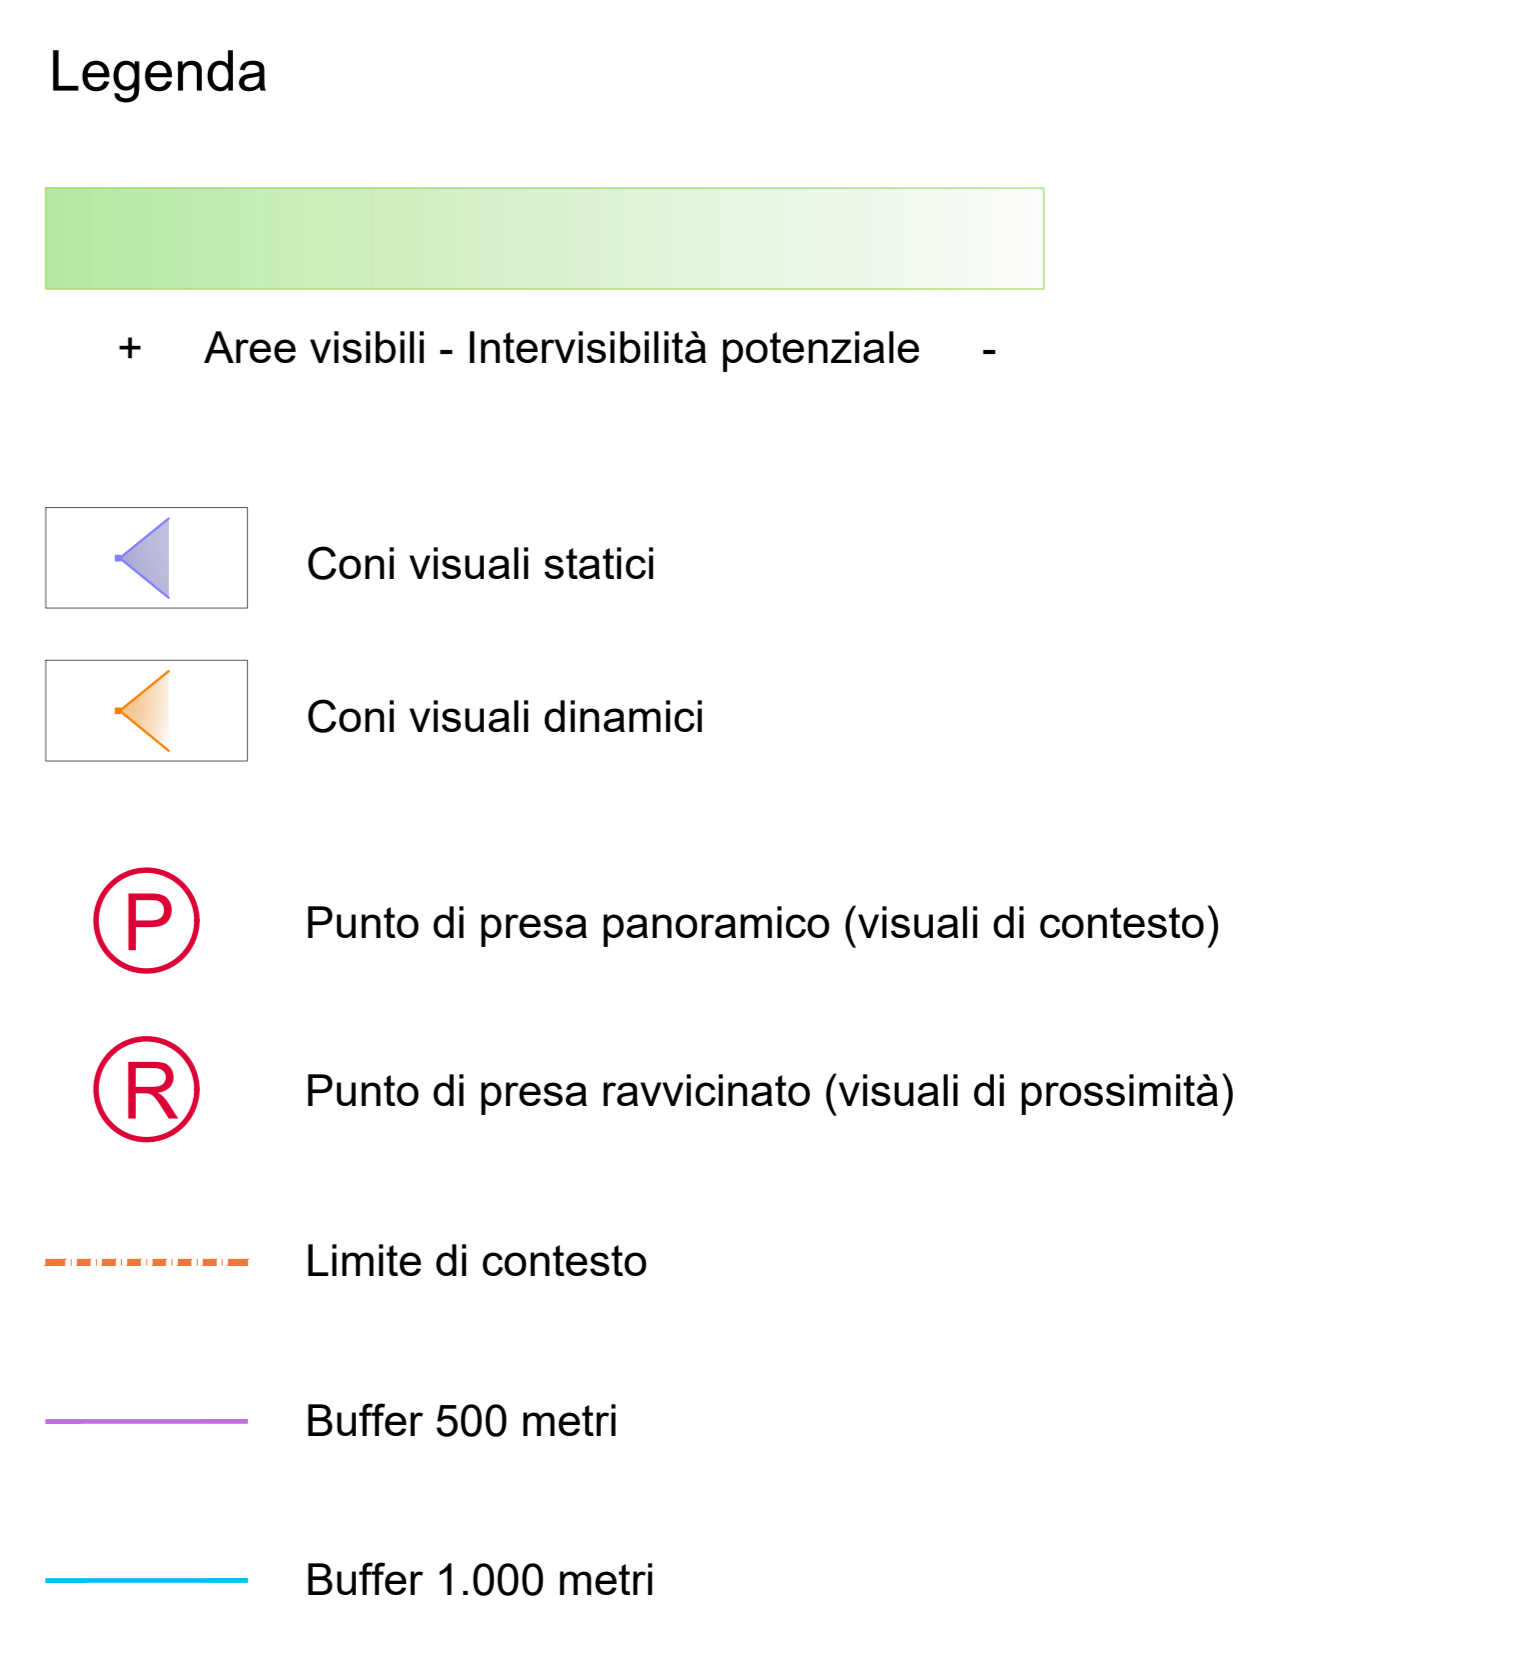 Legenda
+ Aree visibili - Intervisibilità potenziale -
Coni visuali statici
Coni visuali dinamici
P Punto di presa panoramico (visuali di contesto)
R Punto di presa ravvicinato (visuali di prossimità)
Limite di contesto
Buffer 500 metri
Buffer 1.000 metri